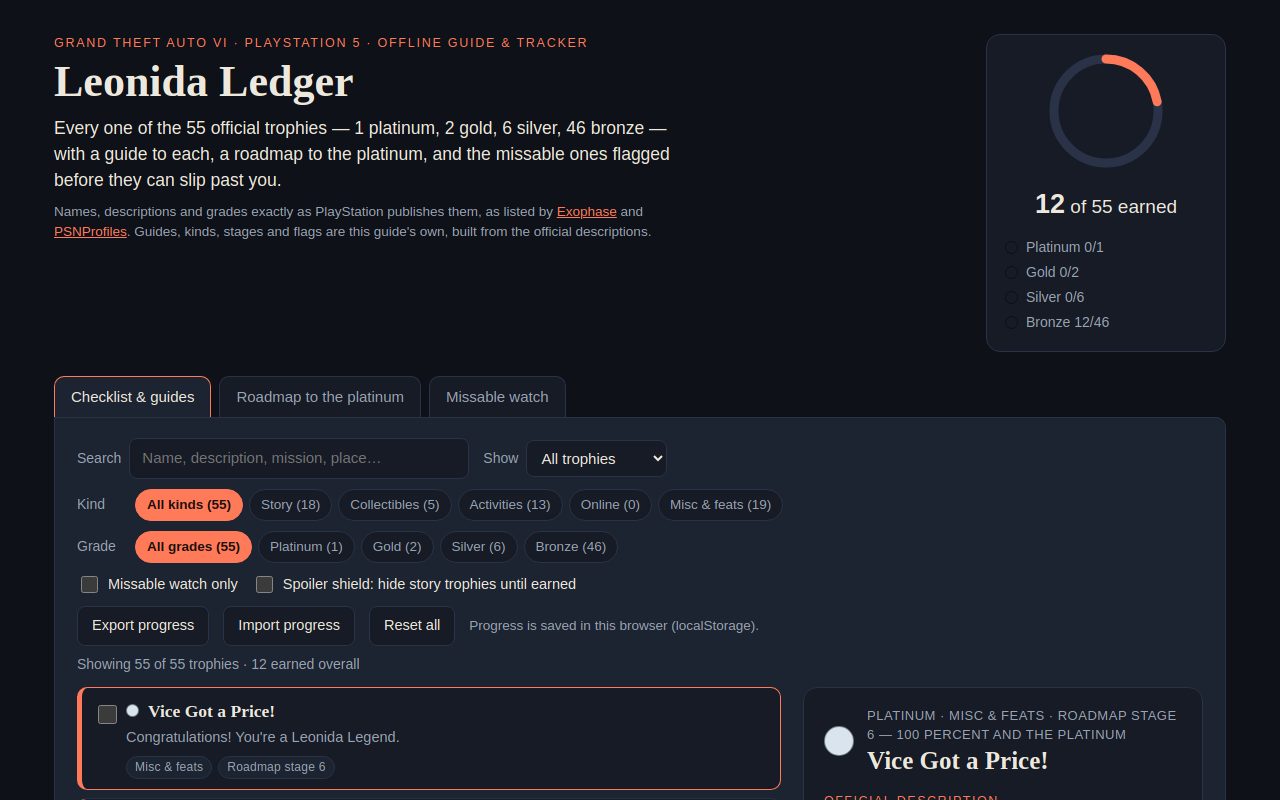 GRAND THEFT AUTO VI · PLAYSTATION 5 · OFFLINE GUIDE & TRACKER
Leonida Ledger
Every one of the 55 official trophies — 1 platinum, 2 gold, 6 silver, 46 bronze —
with a guide to each, a roadmap to the platinum, and the missable ones flagged
before they can slip past you.
Names, descriptions and grades exactly as PlayStation publishes them, as listed by Exophase and
PSNProfiles. Guides, kinds, stages and flags are this guide's own, built from the official descriptions.
12 of 55 earned
Platinum 0/1
Gold 0/2
Silver 0/6
Bronze 12/46
Checklist & guides
Roadmap to the platinum
Missable watch
Search
Name, description, mission, place…
Show
All trophies
Kind
All kinds (55)
Story (18)
Collectibles (5)
Activities (13)
Online (0)
Misc & feats (19)
Grade
All grades (55)
Platinum (1)
Gold (2)
Silver (6)
Bronze (46)
Missable watch only
Spoiler shield: hide story trophies until earned
Export progress
Import progress
Reset all
Progress is saved in this browser (localStorage).
Showing 55 of 55 trophies · 12 earned overall
Vice Got a Price!
Congratulations! You're a Leonida Legend.
Misc & feats
Roadmap stage 6
PLATINUM · MISC & FEATS · ROADMAP STAGE
6 — 100 PERCENT AND THE PLATINUM
Vice Got a Price!
OFFICIAL DESCRIPTION